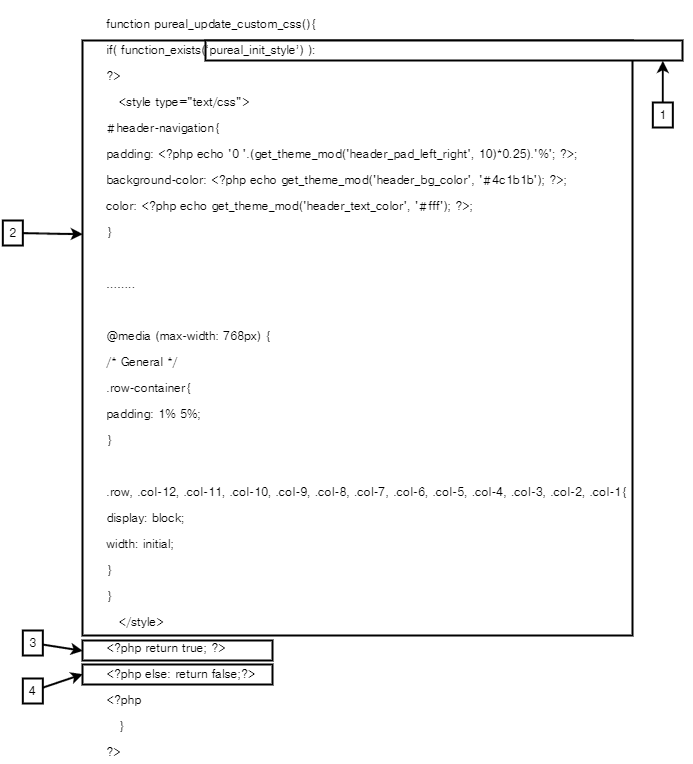 function pureal_update_custom_css(){
if( function_exists('pureal_init_style') ):
?>
<style type="text/css">
#header-navigation{
padding: <?php echo '0 '.(get_theme_mod('header_pad_left_right', 10)*0.25).'%'; ?>;
background-color: <?php echo get_theme_mod('header_bg_color', '#4c1b1b'); ?>;
color: <?php echo get_theme_mod('header_text_color', '#fff'); ?>;
}
........
@media (max-width: 768px) {
/* General */
.row-container{
padding: 1% 5%;
}
.row, .col-12, .col-11, .col-10, .col-9, .col-8, .col-7, .col-6, .col-5, .col-4, .col-3, .col-2, .col-1{
display: block;
width: initial;
}
}
</style>
<?php return true; ?>
<?php else: return false;?>
<?php
}
?>
1
2
3
4